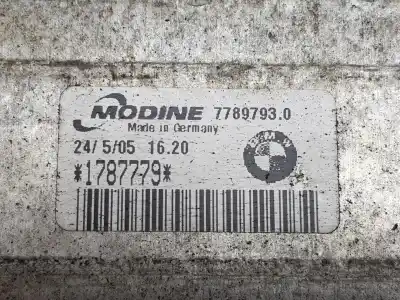 MODINE 7789793.0
Made in Germany
24/5/05 16.20
BMW
*1787779*